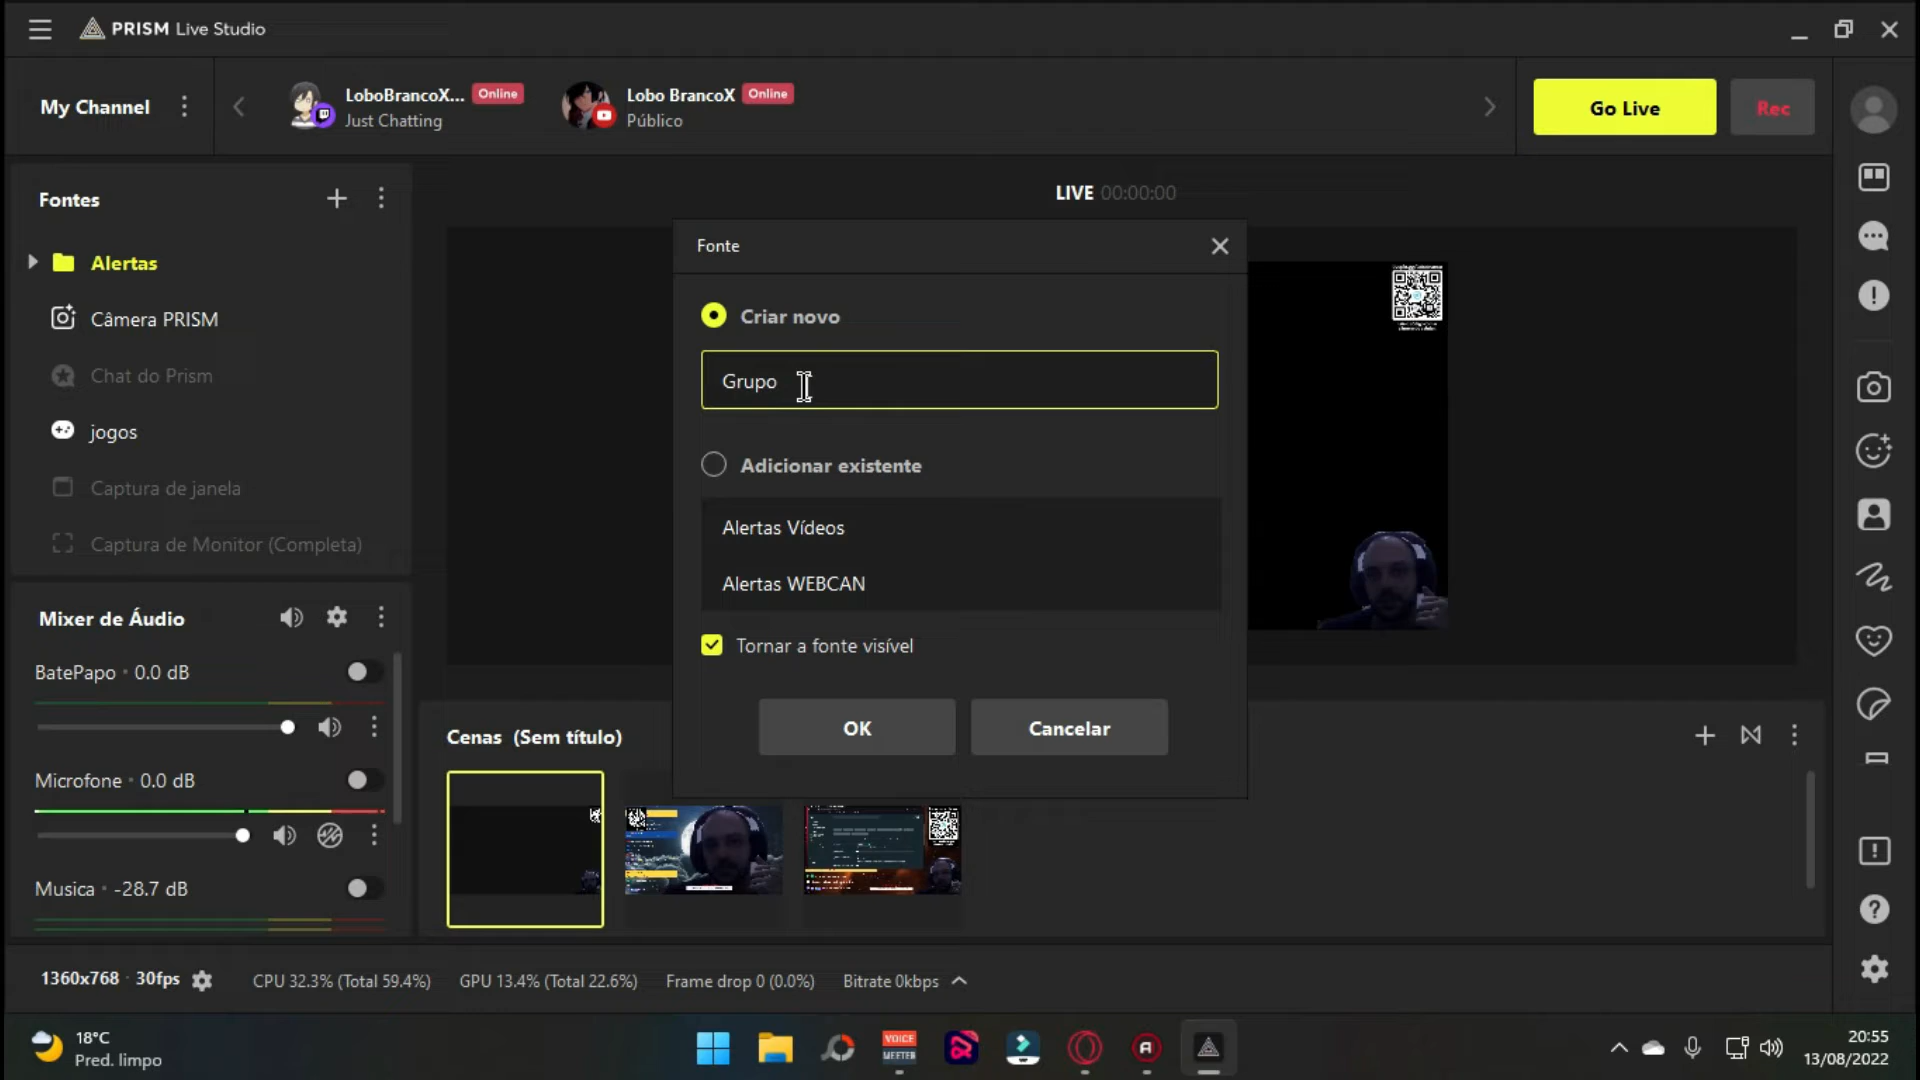 PRISM Live Studio
My Channel
LoboBrancoX... Online
Just Chatting
Lobo BrancoX Online
Público
Go Live
Rec
Fontes
LIVE 00:00:00
Alertas
Câmera PRISM
Chat do Prism
jogos
Captura de janela
Captura de Monitor (Completa)
Fonte
Criar novo
Grupo
Adicionar existente
Alertas Vídeos
Alertas WEBCAN
Tornar a fonte visível
OK
Cancelar
Mixer de Áudio
BatePapo • 0.0 dB
Microfone • 0.0 dB
Musica • -28.7 dB
Cenas (Sem título)
1360x768 · 30fps
CPU 32.3% (Total 59.4%)
GPU 13.4% (Total 22.6%)
Frame drop 0 (0.0%)
Bitrate 0kbps
18°C
Pred. limpo
VOICE
MEETER
20:55
13/08/2022